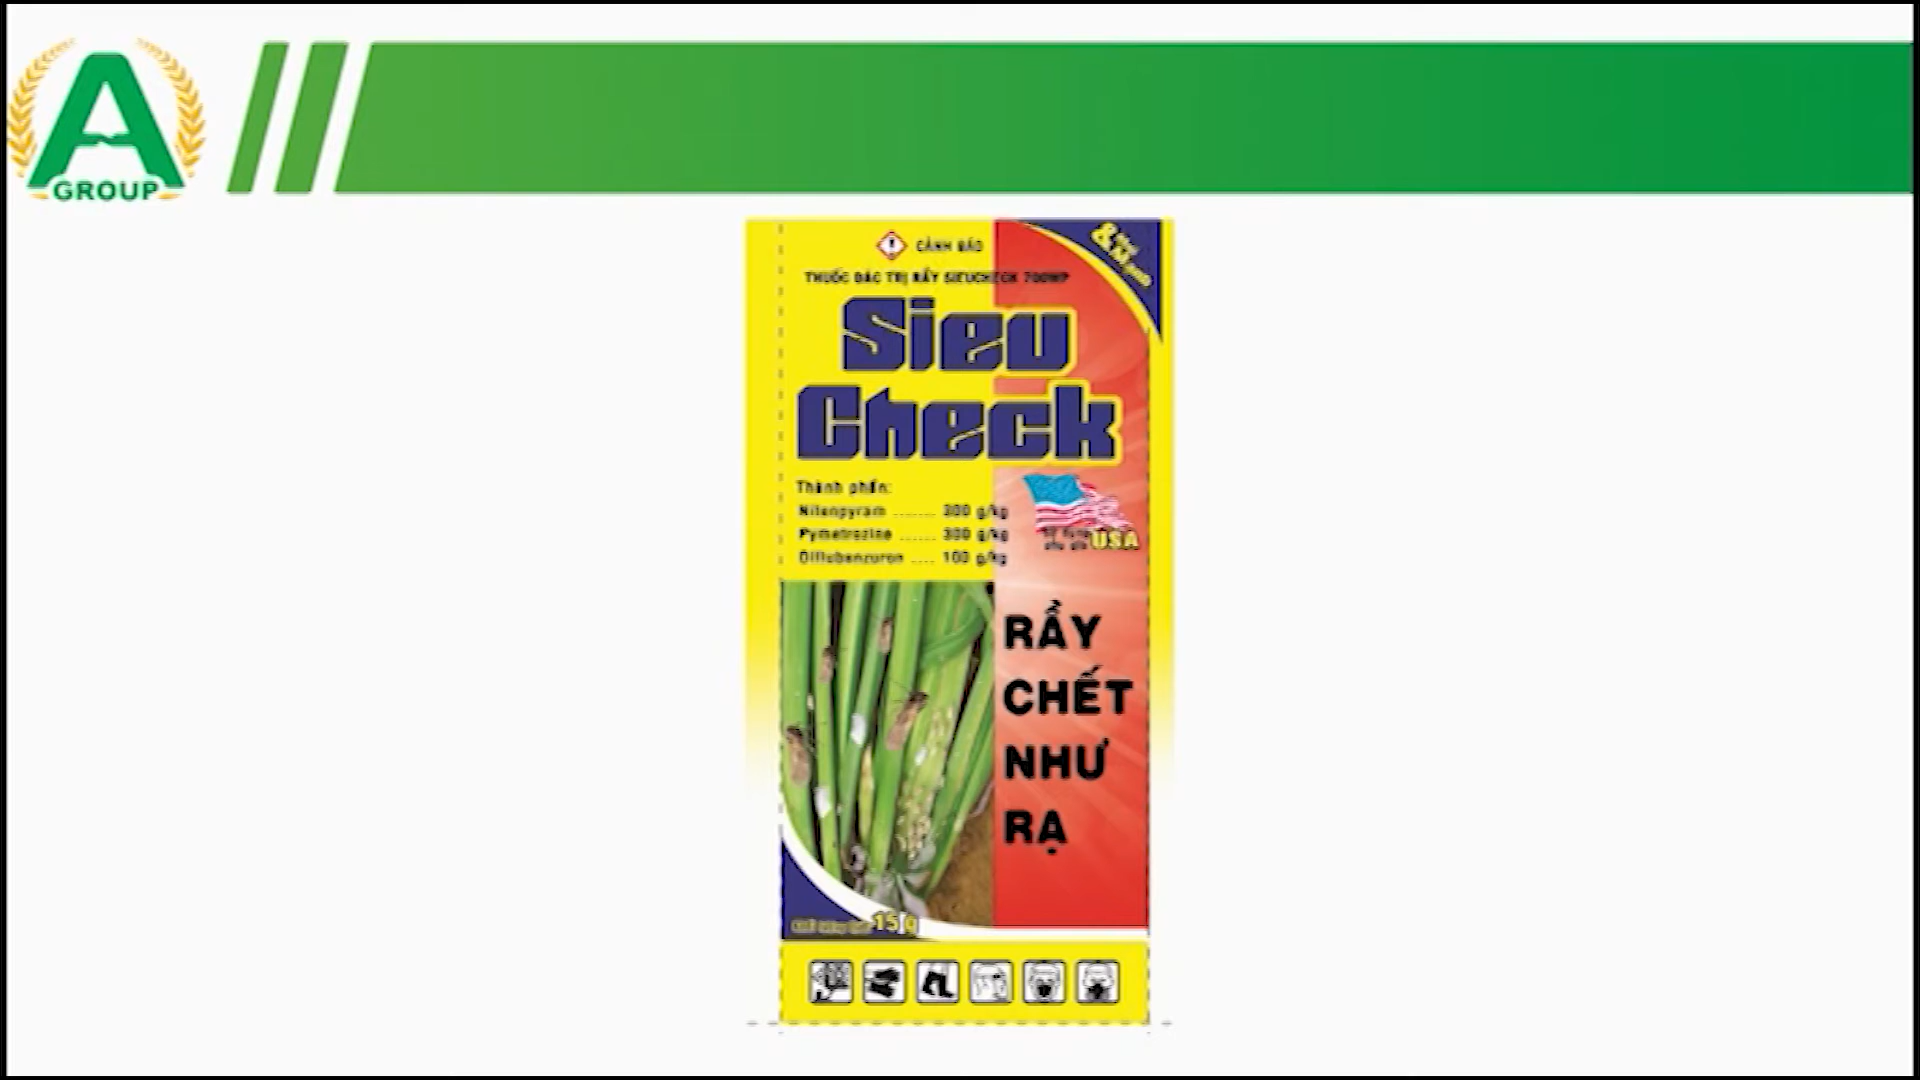 A
GROUP
CẢNH BÁO
THUỐC ĐẶC TRỊ RẦY SIEUCHECK 700WP
Sieu
Check
Thành phần:
Nitenpyram ....... 300 g/kg
Pymetrozine ...... 300 g/kg
Diflubenzuron .... 100 g/kg
USA
RẦY
CHẾT
NHƯ
RẠ
15 g